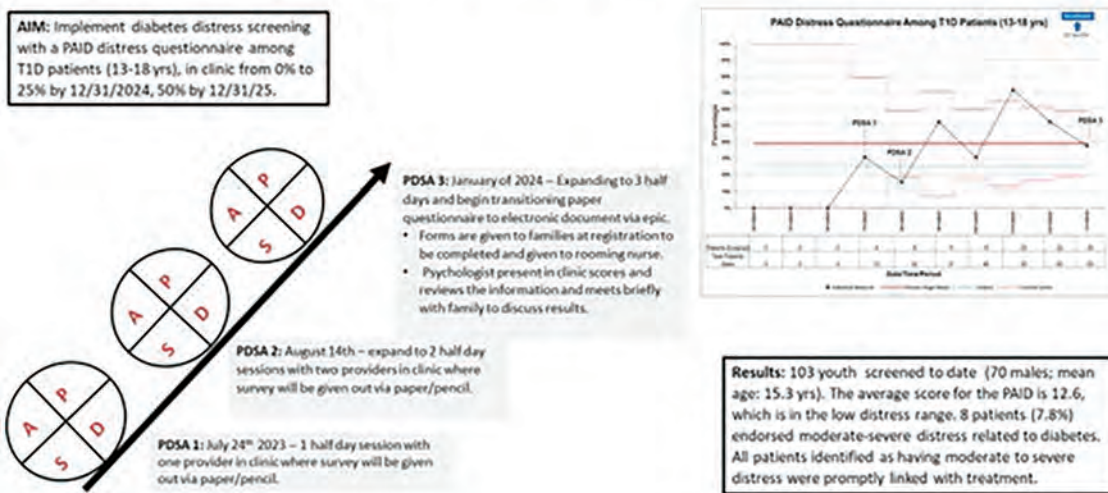 AIM: Implement diabetes distress screening
with a PAID distress questionnaire among
T1D patients (13-18 yrs), in clinic from 0% to
25% by 12/31/2024, 50% by 12/31/25.
PAID Distress Questionnaire Among T1D Patients (13-18 yrs)
Percentage
PDSA 1
PDSA 2
PDSA 3
Date/Time/Period
P
A
D
S
P
A
D
S
P
A
D
S
PDSA 3: January of 2024 – Expanding to 3 half
days and begin transitioning paper
questionnaire to electronic document via epic.
• Forms are given to families at registration to
be completed and given to rooming nurse.
• Psychologist present in clinic scores and
reviews the information and meets briefly
with family to discuss results.
PDSA 2: August 14th – expand to 2 half day
sessions with two providers in clinic where
survey will be given out via paper/pencil.
PDSA 1: July 24th 2023 – 1 half day session with
one provider in clinic where survey will be given
out via paper/pencil.
Results: 103 youth screened to date (70 males; mean
age: 15.3 yrs). The average score for the PAID is 12.6,
which is in the low distress range. 8 patients (7.8%)
endorsed moderate-severe distress related to diabetes.
All patients identified as having moderate to severe
distress were promptly linked with treatment.